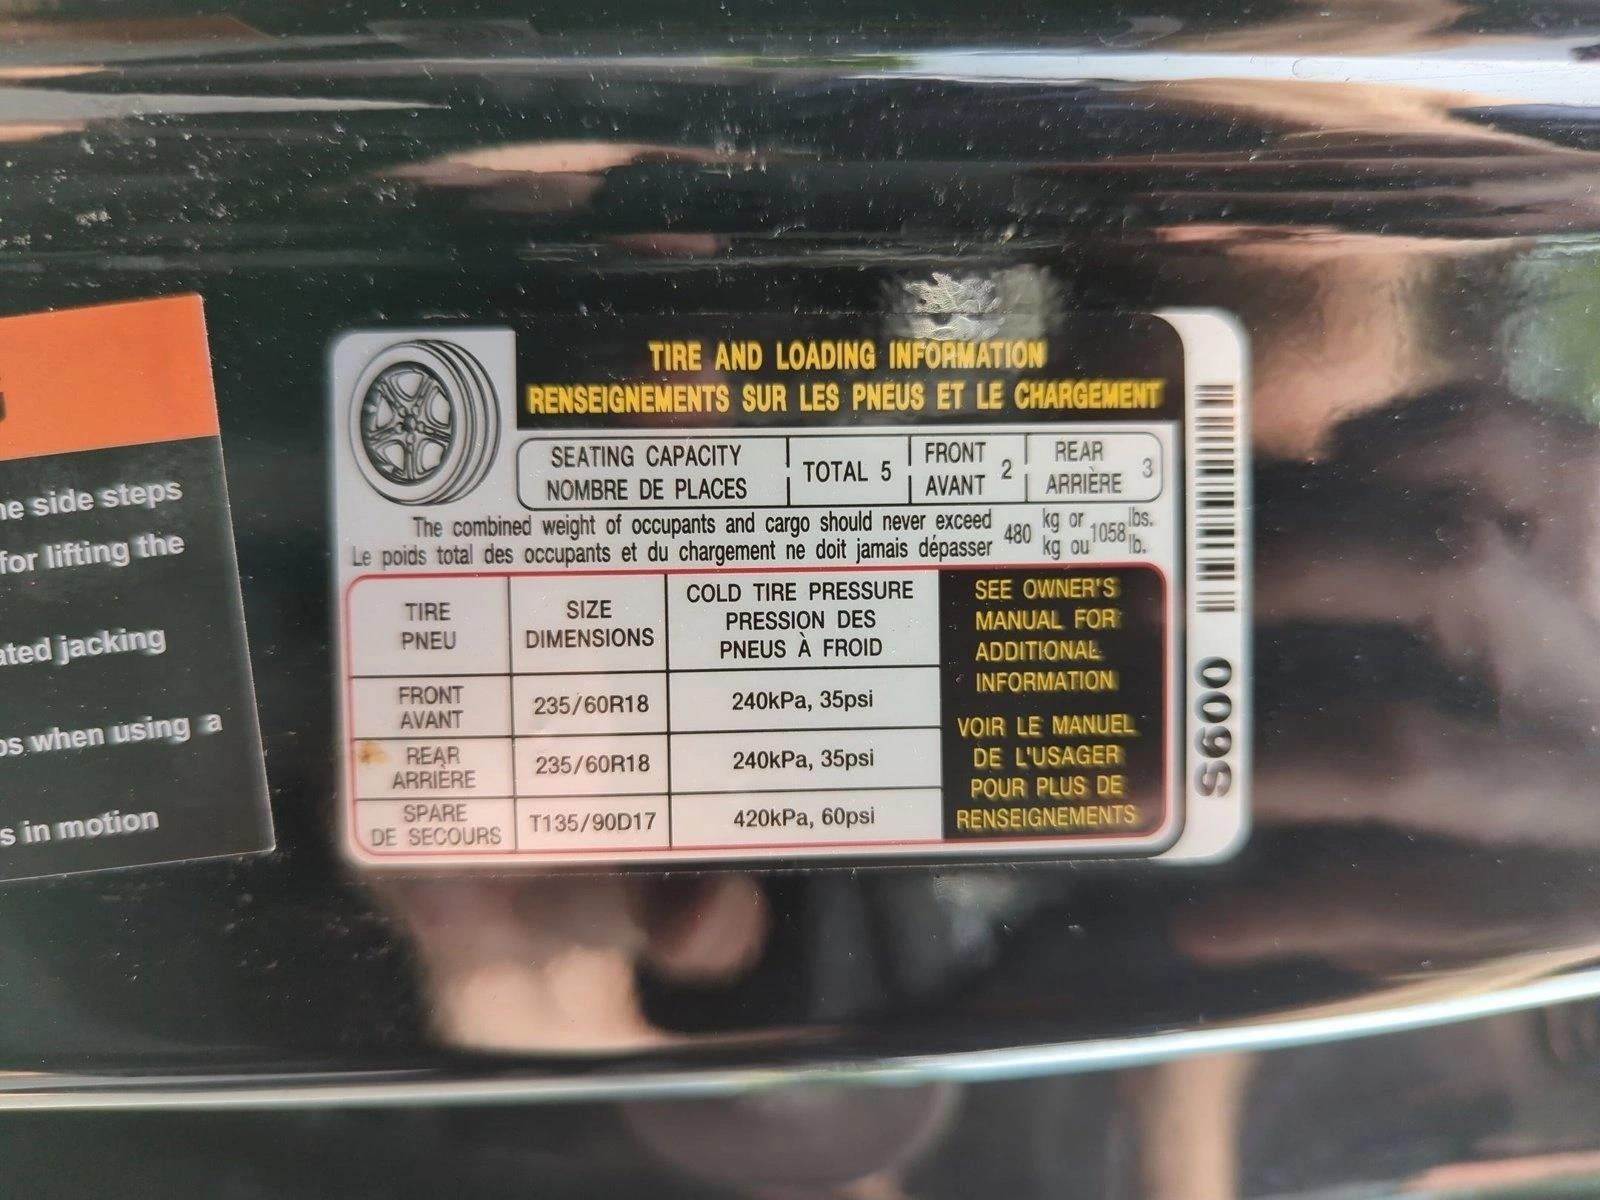 ne side steps
for lifting the
ated jacking
os when using a
s in motion
TIRE AND LOADING INFORMATION
RENSEIGNEMENTS SUR LES PNEUS ET LE CHARGEMENT
SEATING CAPACITY
NOMBRE DE PLACES
TOTAL 5
FRONT
AVANT
2
REAR
ARRIÈRE
3
The combined weight of occupants and cargo should never exceed 480 kg or 1058 lbs.
Le poids total des occupants et du chargement ne doit jamais dépasser kg ou lb.
TIRE
PNEU
SIZE
DIMENSIONS
COLD TIRE PRESSURE
PRESSION DES
PNEUS À FROID
FRONT
AVANT
235/60R18
240kPa, 35psi
REAR
ARRIÈRE
235/60R18
240kPa, 35psi
SPARE
DE SECOURS
T135/90D17
420kPa, 60psi
SEE OWNER'S
MANUAL FOR
ADDITIONAL
INFORMATION
VOIR LE MANUEL
DE L'USAGER
POUR PLUS DE
RENSEIGNEMENTS
S600